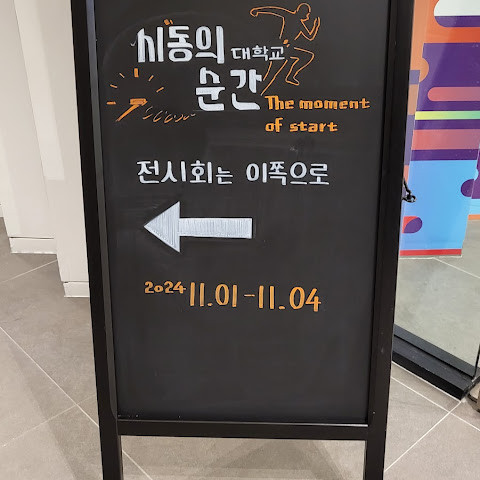 시동의 대학교
순간 The moment
of start
전시회는 이쪽으로
2024 11.01-11.04